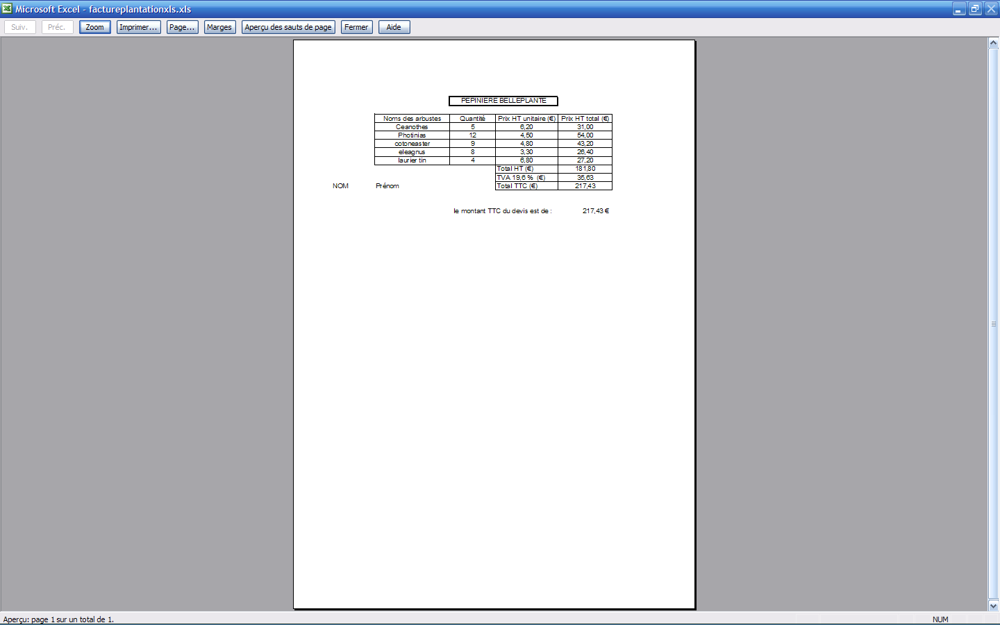 Microsoft Excel - factureplantationxls.xls
Suiv. Préc. Zoom Imprimer... Page... Marges Aperçu des sauts de page Fermer Aide
PEPINIERE BELLEPLANTE
Noms des arbustes Quantité Prix HT unitaire (€) Prix HT total (€)
Ceanothes 5 6,20 31,00
Photinias 12 4,50 54,00
cotoneaster 9 4,80 43,20
eleagnus 8 3,30 26,40
laurier tin 4 6,80 27,20
Total HT (€) 181,80
TVA 19,6 % (€) 35,63
NOM Prénom Total TTC (€) 217,43
le montant TTC du devis est de : 217,43 €
Aperçu: page 1 sur un total de 1. NUM